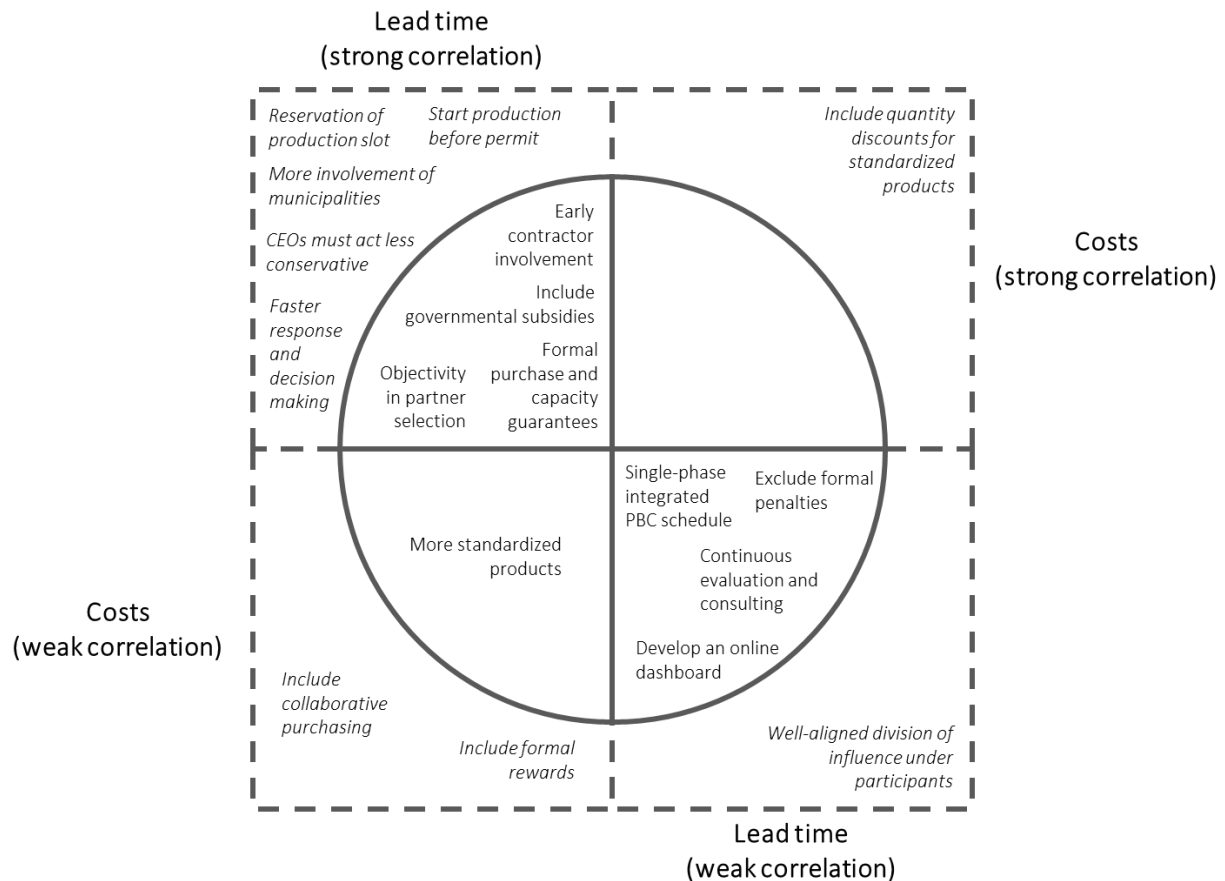 Lead time
(strong correlation)
Reservation of
production slot
Start production
before permit
More involvement of
municipalities
CEOs must act less
conservative
Faster
response
and
decision
making
Early
contractor
involvement
Include
governmental subsidies
Formal
purchase and
capacity
guarantees
Objectivity
in partner
selection
Include quantity
discounts for
standardized
products
Costs
(strong correlation)
More standardized
products
Costs
(weak correlation)
Include
collaborative
purchasing
Include formal
rewards
Single-phase
integrated
PBC schedule
Exclude formal
penalties
Continuous
evaluation and
consulting
Develop an online
dashboard
Well-aligned division of
influence under
participants
Lead time
(weak correlation)